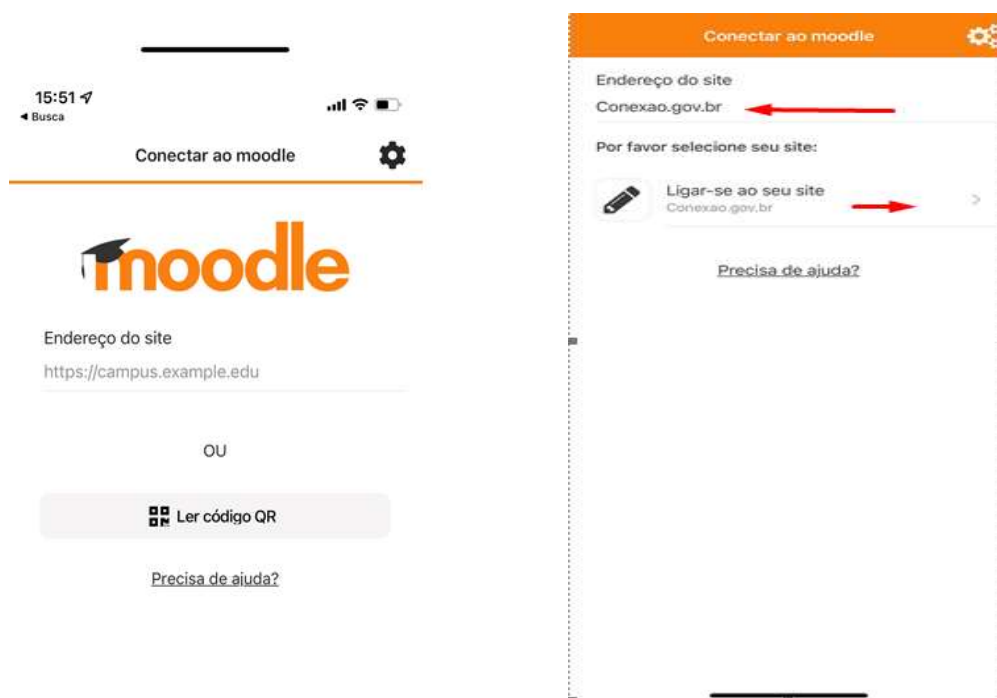 15:51
◀ Busca
Conectar ao moodle
moodle
Endereço do site
https://campus.example.edu
OU
Ler código QR
Precisa de ajuda?
Conectar ao moodle
Endereço do site
Conexao.gov.br
Por favor selecione seu site:
Ligar-se ao seu site
Conexao.gov.br
Precisa de ajuda?